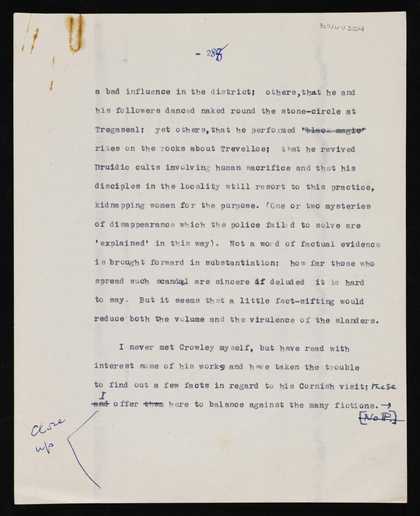 - 288
a bad influence in the district; others,that he and
his followers danced naked round the stone-circle at
Tregaseal; yet others,that he performed 'black magic'
rites on the rocks about Trevelloe; that he revived
Druidic cults involving human sacrifice and that his
disciples in the locality still resort to this practice,
kidnapping women for the purpose. (One or two mysteries
of disappearance which the police failed to solve are
'explained' in this way). Not a word of factual evidence
is brought forward in substantiation: how far those who
spread such scandal are sincere if deluded it is hard
to say. But it seems that a little fact-sifting would
reduce both the volume and the virulence of the slanders.
I never met Crowley myself, but have read with
interest some of his works and have taken the trouble
to find out a few facts in regard to his Cornish visit; these
I
and offer them here to balance against the many fictions. →
[No P.]
Close
up